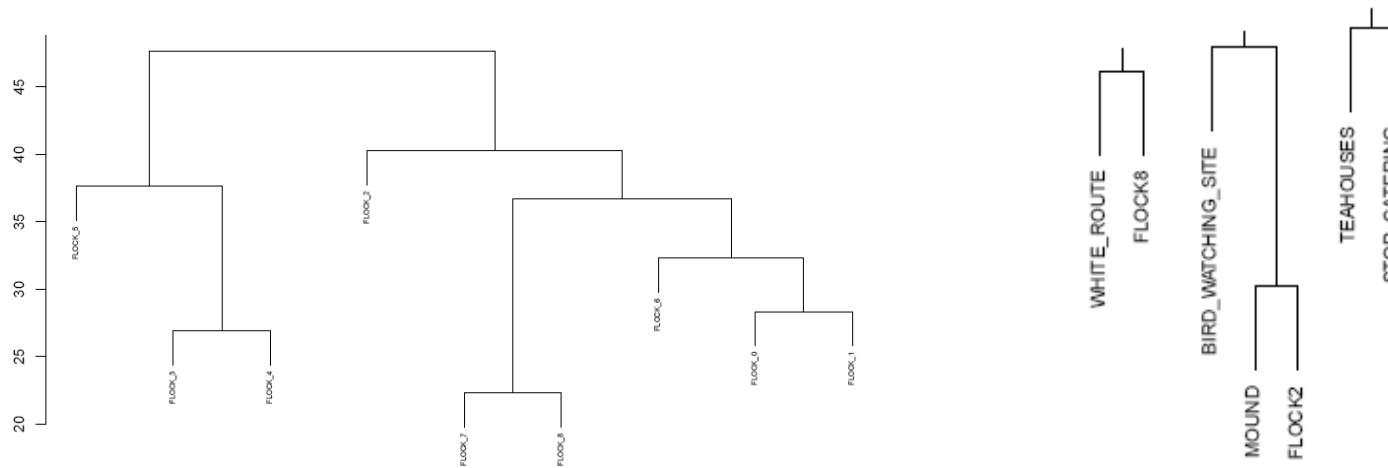 45
40
35
30
25
20
FLOCK_5
FLOCK_3
FLOCK_4
FLOCK_2
FLOCK_7
FLOCK_8
FLOCK_6
FLOCK_0
FLOCK_1
WHITE_ROUTE
FLOCK8
BIRD_WATCHING_SITE
MOUND
FLOCK2
TEAHOUSES